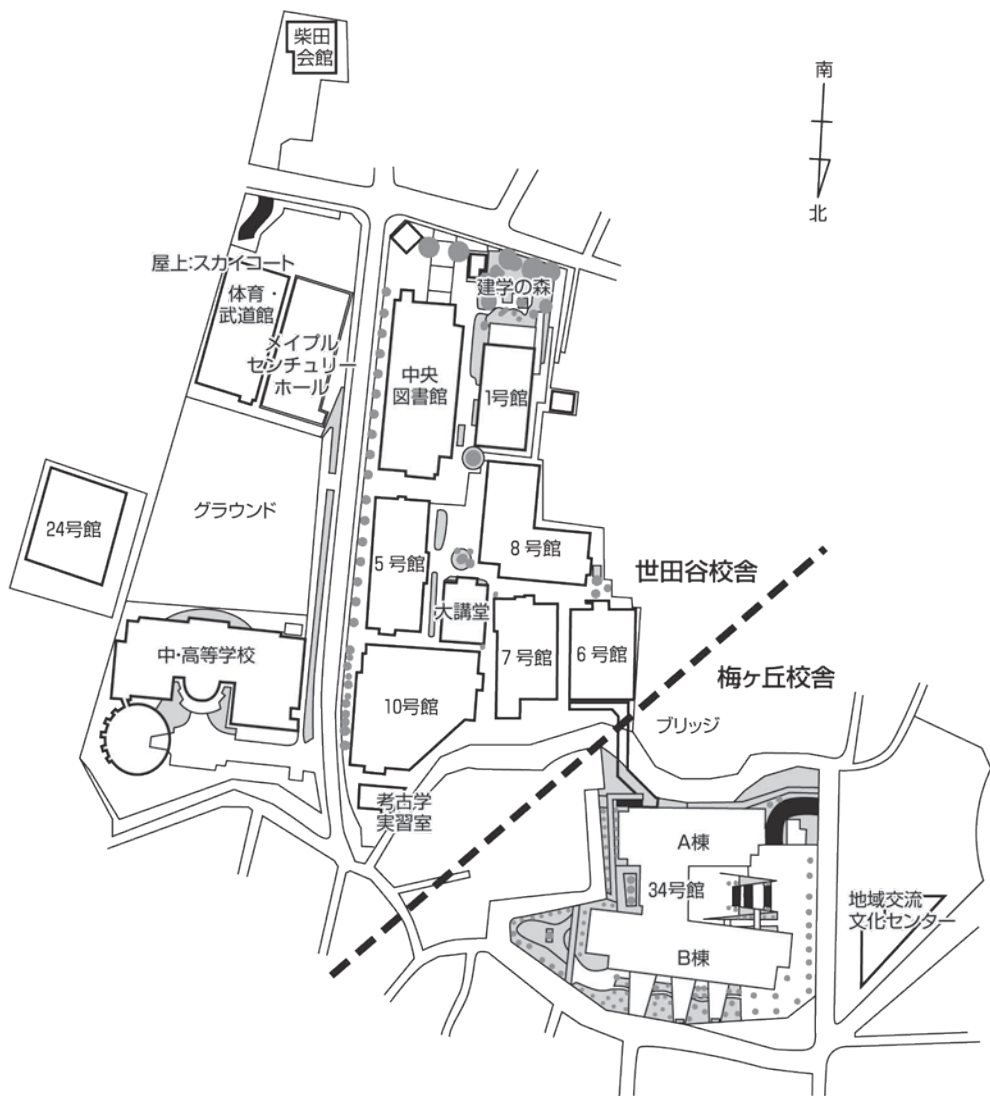 柴田
会館
南
北
屋上:スカイコート
体育・
武道館
メイプル
センチュリー
ホール
建学の森
中央
図書館
1号館
グラウンド
24号館
5号館
8号館
大講堂
世田谷校舎
中・高等学校
7号館
6号館
梅ヶ丘校舎
10号館
ブリッジ
考古学
実習室
A棟
34号館
地域交流
文化センター
B棟